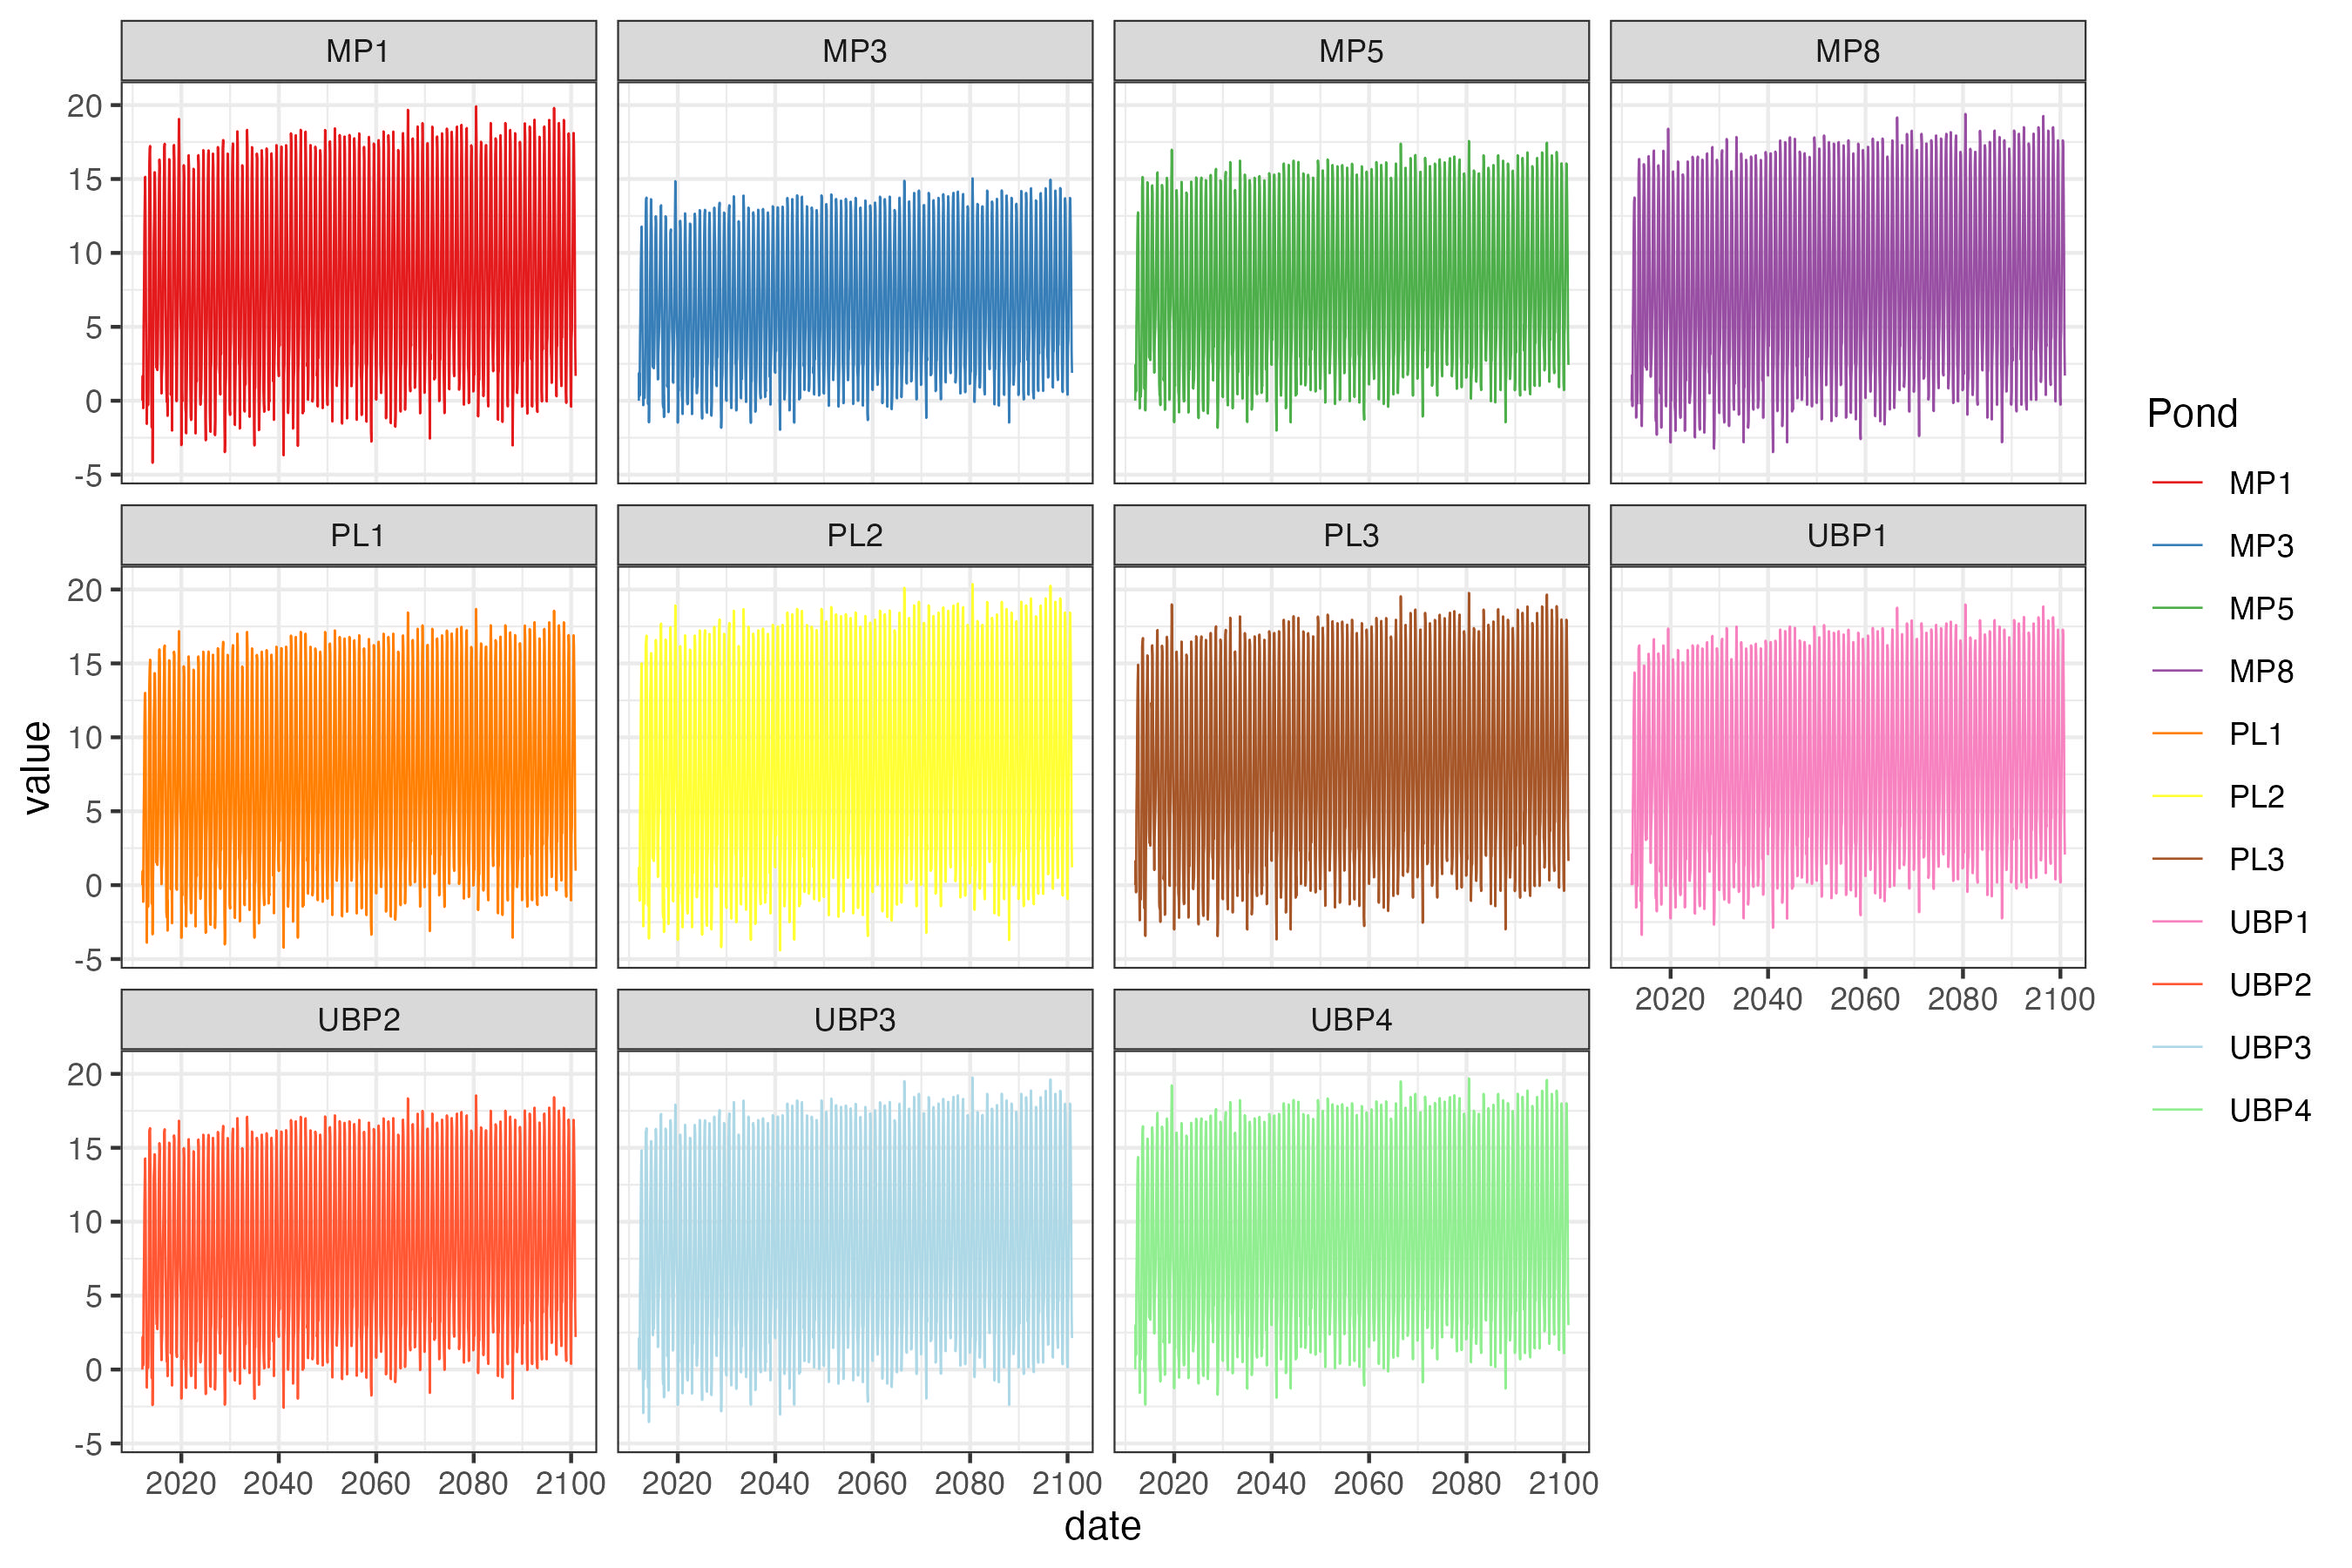 MP1 MP3 MP5 MP8
20
15
10
5
0
-5
PL1 PL2 PL3 UBP1
20
15
10
5
0
-5
2020 2040 2060 2080 2100
UBP2 UBP3 UBP4
20
15
10
5
0
-5
2020 2040 2060 2080 2100 2020 2040 2060 2080 2100 2020 2040 2060 2080 2100
date
value
Pond
MP1
MP3
MP5
MP8
PL1
PL2
PL3
UBP1
UBP2
UBP3
UBP4